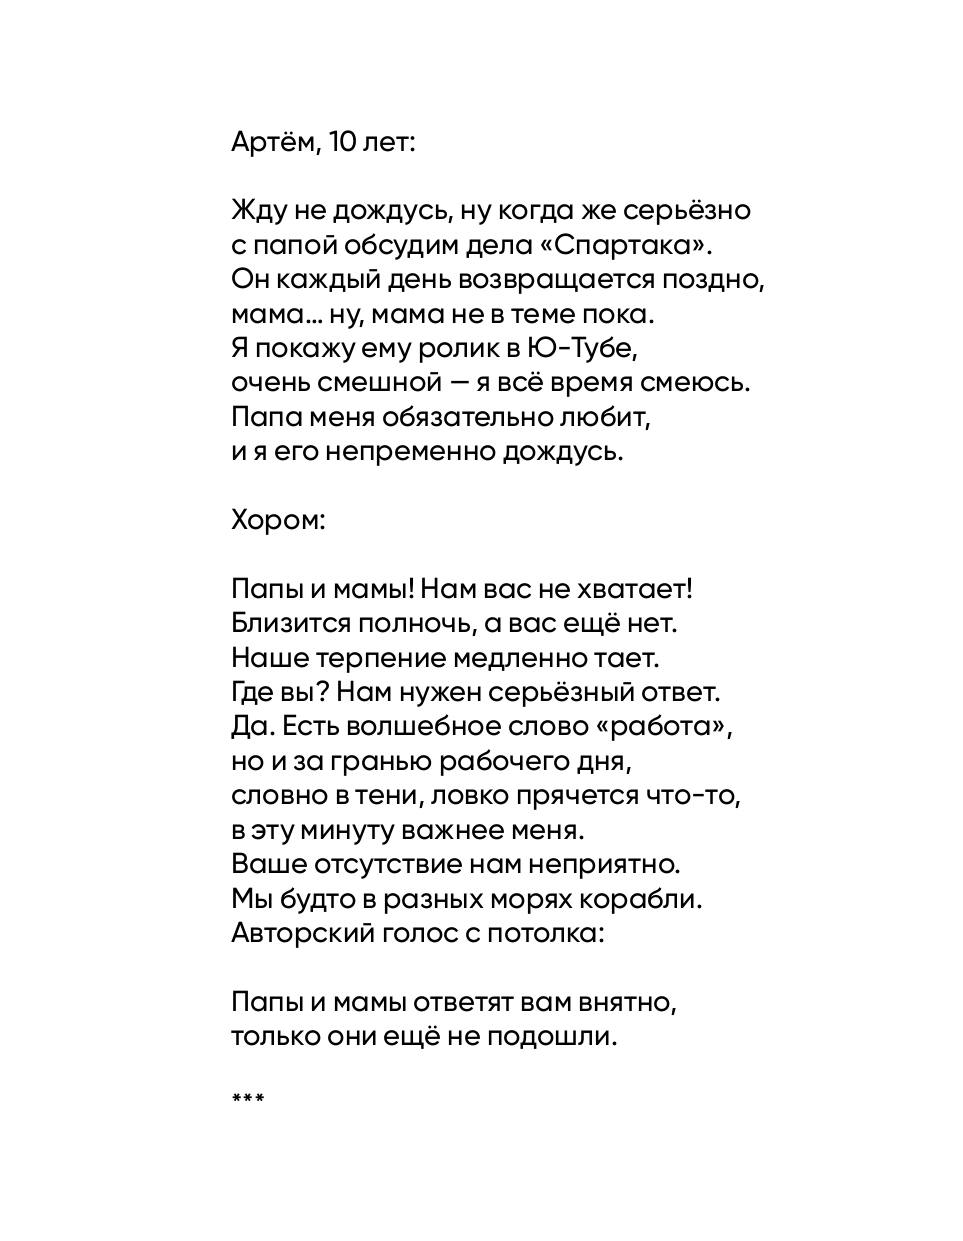 Артём, 10 лет:
Жду не дождусь, ну когда же серьёзно
с папой обсудим дела «Спартака».
Он каждый день возвращается поздно,
мама... ну, мама не в теме пока.
Я покажу ему ролик в Ю-Тубе,
очень смешной — я всё время смеюсь.
Папа меня обязательно любит,
и я его непременно дождусь.
Хором:
Папы и мамы! Нам вас не хватает!
Близится полночь, а вас ещё нет.
Наше терпение медленно тает.
Где вы? Нам нужен серьёзный ответ.
Да. Есть волшебное слово «работа»,
но и за гранью рабочего дня,
словно в тени, ловко прячется что-то,
в эту минуту важнее меня.
Ваше отсутствие нам неприятно.
Мы будто в разных морях корабли.
Авторский голос с потолка:
Папы и мамы ответят вам внятно,
только они ещё не подошли.
***